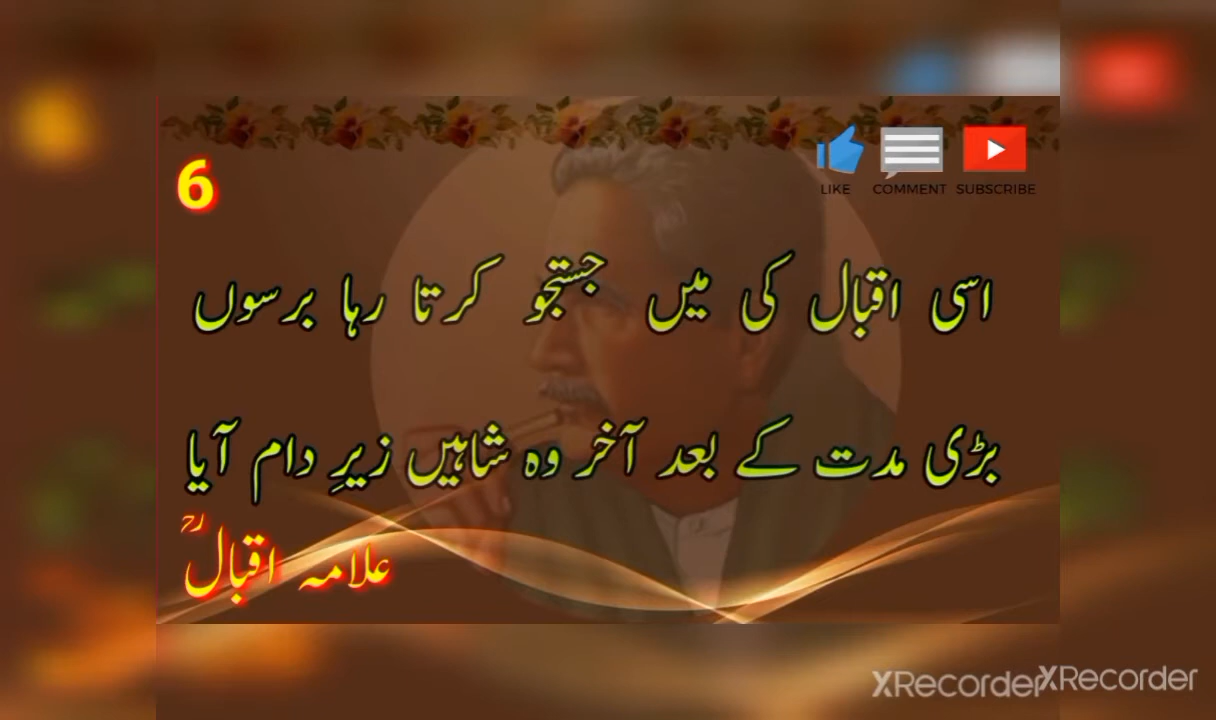 6
LIKE COMMENT SUBSCRIBE
اسی اقبال کی میں جستجو کرتا رہا برسوں
بڑی مدت کے بعد آخر وہ شاہیں زیرِ دام آیا
علامہ اقبالؒ
XRecorder XRecorder